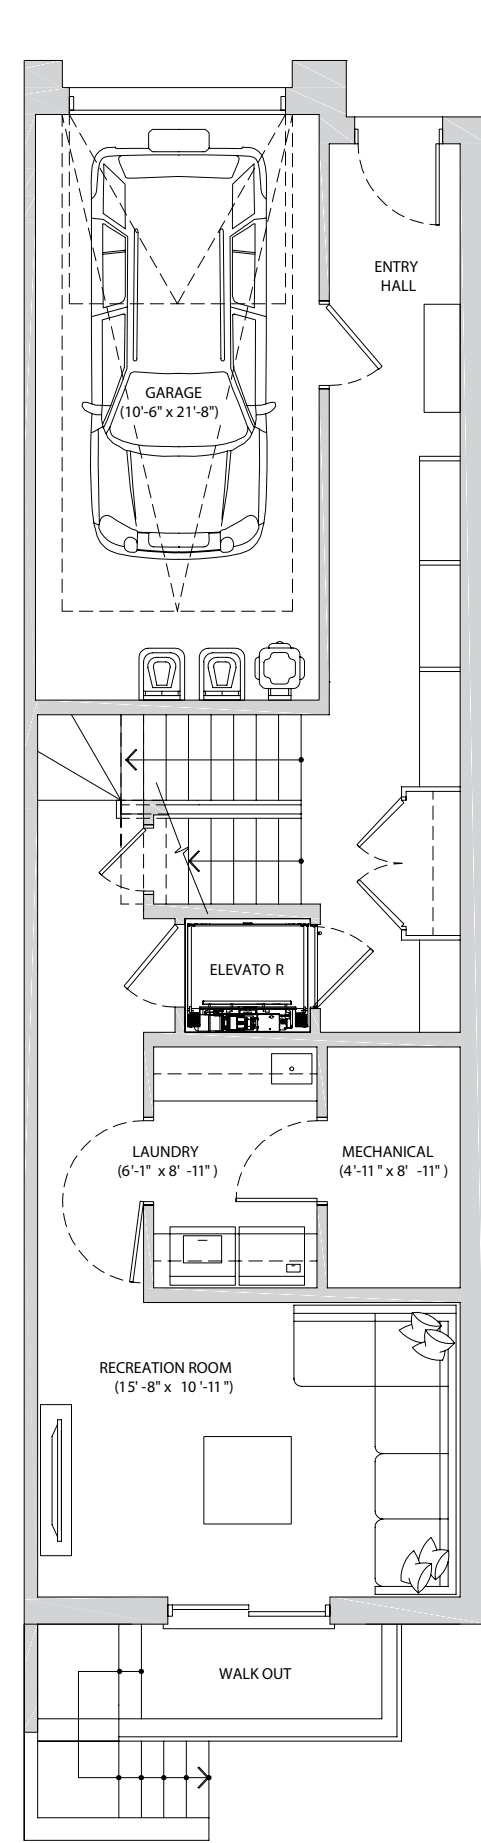 ENTRY
HALL
GARAGE
(10'-6" x 21'-8")
ELEVATO R
LAUNDRY
(6'-1" x 8' -11" )
MECHANICAL
(4'-11 " x 8' -11" )
RECREATION ROOM
(15' -8" x 10 '-11 ")
WALK OUT